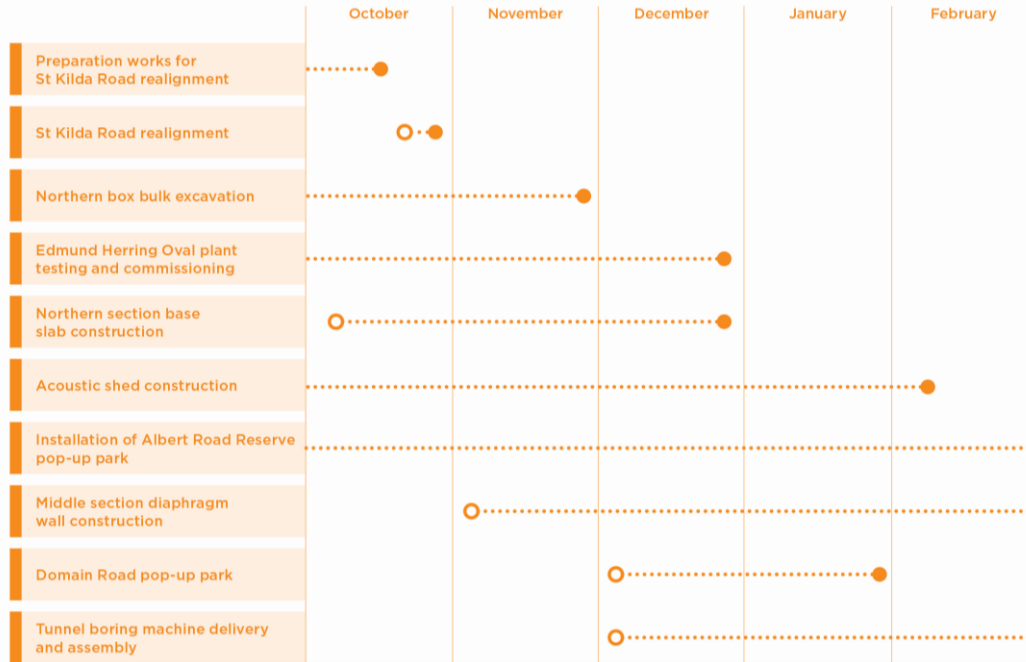 October November December January February
Preparation works for
St Kilda Road realignment
St Kilda Road realignment
Northern box bulk excavation
Edmund Herring Oval plant
testing and commissioning
Northern section base
slab construction
Acoustic shed construction
Installation of Albert Road Reserve
pop-up park
Middle section diaphragm
wall construction
Domain Road pop-up park
Tunnel boring machine delivery
and assembly